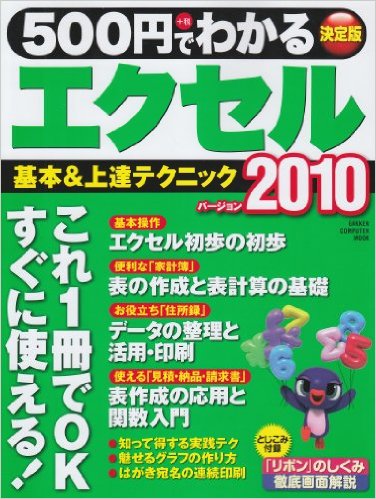 500円+税でわかる
決定版
エクセル
2010
バージョン
基本&上達テクニック
GAKKEN
COMPUTER
MOOK
これ1冊でOK
すぐに使える！
基本操作
エクセル初歩の初歩
便利な「家計簿」
表の作成と表計算の基礎
お役立ち「住所録」
データの整理と
活用・印刷
使える「見積・納品・請求書」
表作成の応用と
関数入門
●知って得する実践テク
●魅せるグラフの作り方
●はがき宛名の連続印刷
とじこみ
付録
「リボン」のしくみ
徹底画面解説